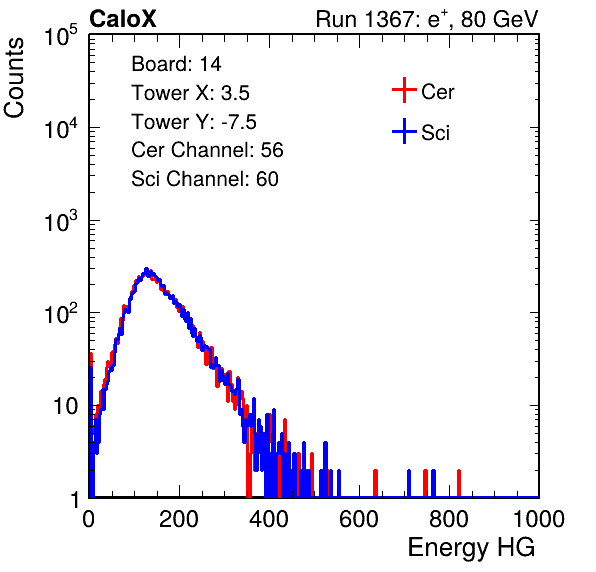 CaloX Run 1367: e⁺, 80 GeV
Counts
10⁵
10⁴
10³
10²
10
1
Board: 14
Tower X: 3.5
Tower Y: -7.5
Cer Channel: 56
Sci Channel: 60
Cer
Sci
0 200 400 600 800 1000
Energy HG